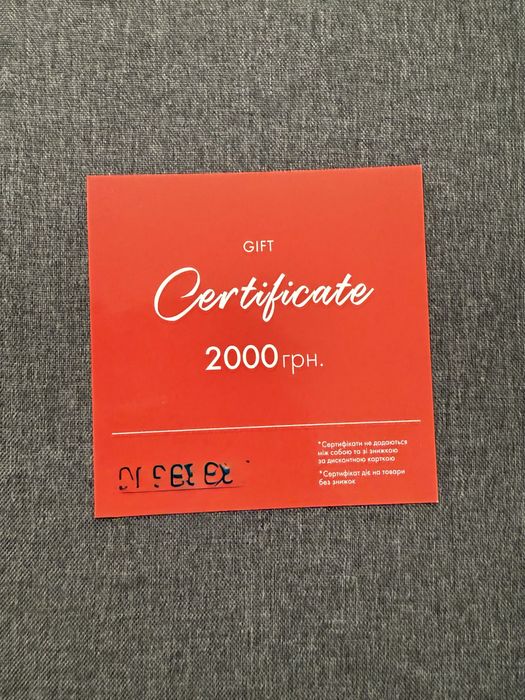 GIFT
Certificate
2000 грн.
*Сертифікати не додаються
між собою та зі знижкою
за дисконтною карткою
*Сертифікат діє на товари
без знижок